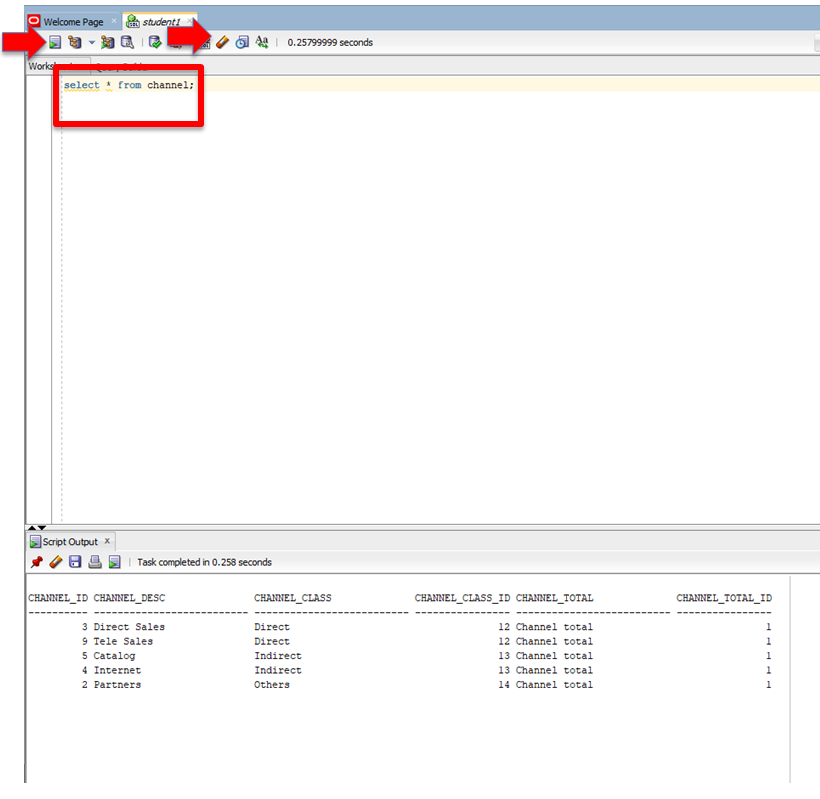 Welcome Page student1
0.25799999 seconds
select * from channel;
Script Output
Task completed in 0.258 seconds
CHANNEL_ID CHANNEL_DESC CHANNEL_CLASS CHANNEL_CLASS_ID CHANNEL_TOTAL CHANNEL_TOTAL_ID
3 Direct Sales Direct 12 Channel total 1
9 Tele Sales Direct 12 Channel total 1
5 Catalog Indirect 13 Channel total 1
4 Internet Indirect 13 Channel total 1
2 Partners Others 14 Channel total 1